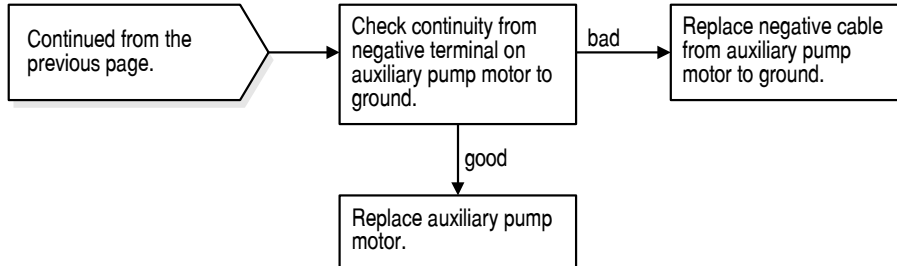 Continued from the
previous page.
Check continuity from
negative terminal on
auxiliary pump motor to
ground.
bad
Replace negative cable
from auxiliary pump
motor to ground.
good
Replace auxiliary pump
motor.